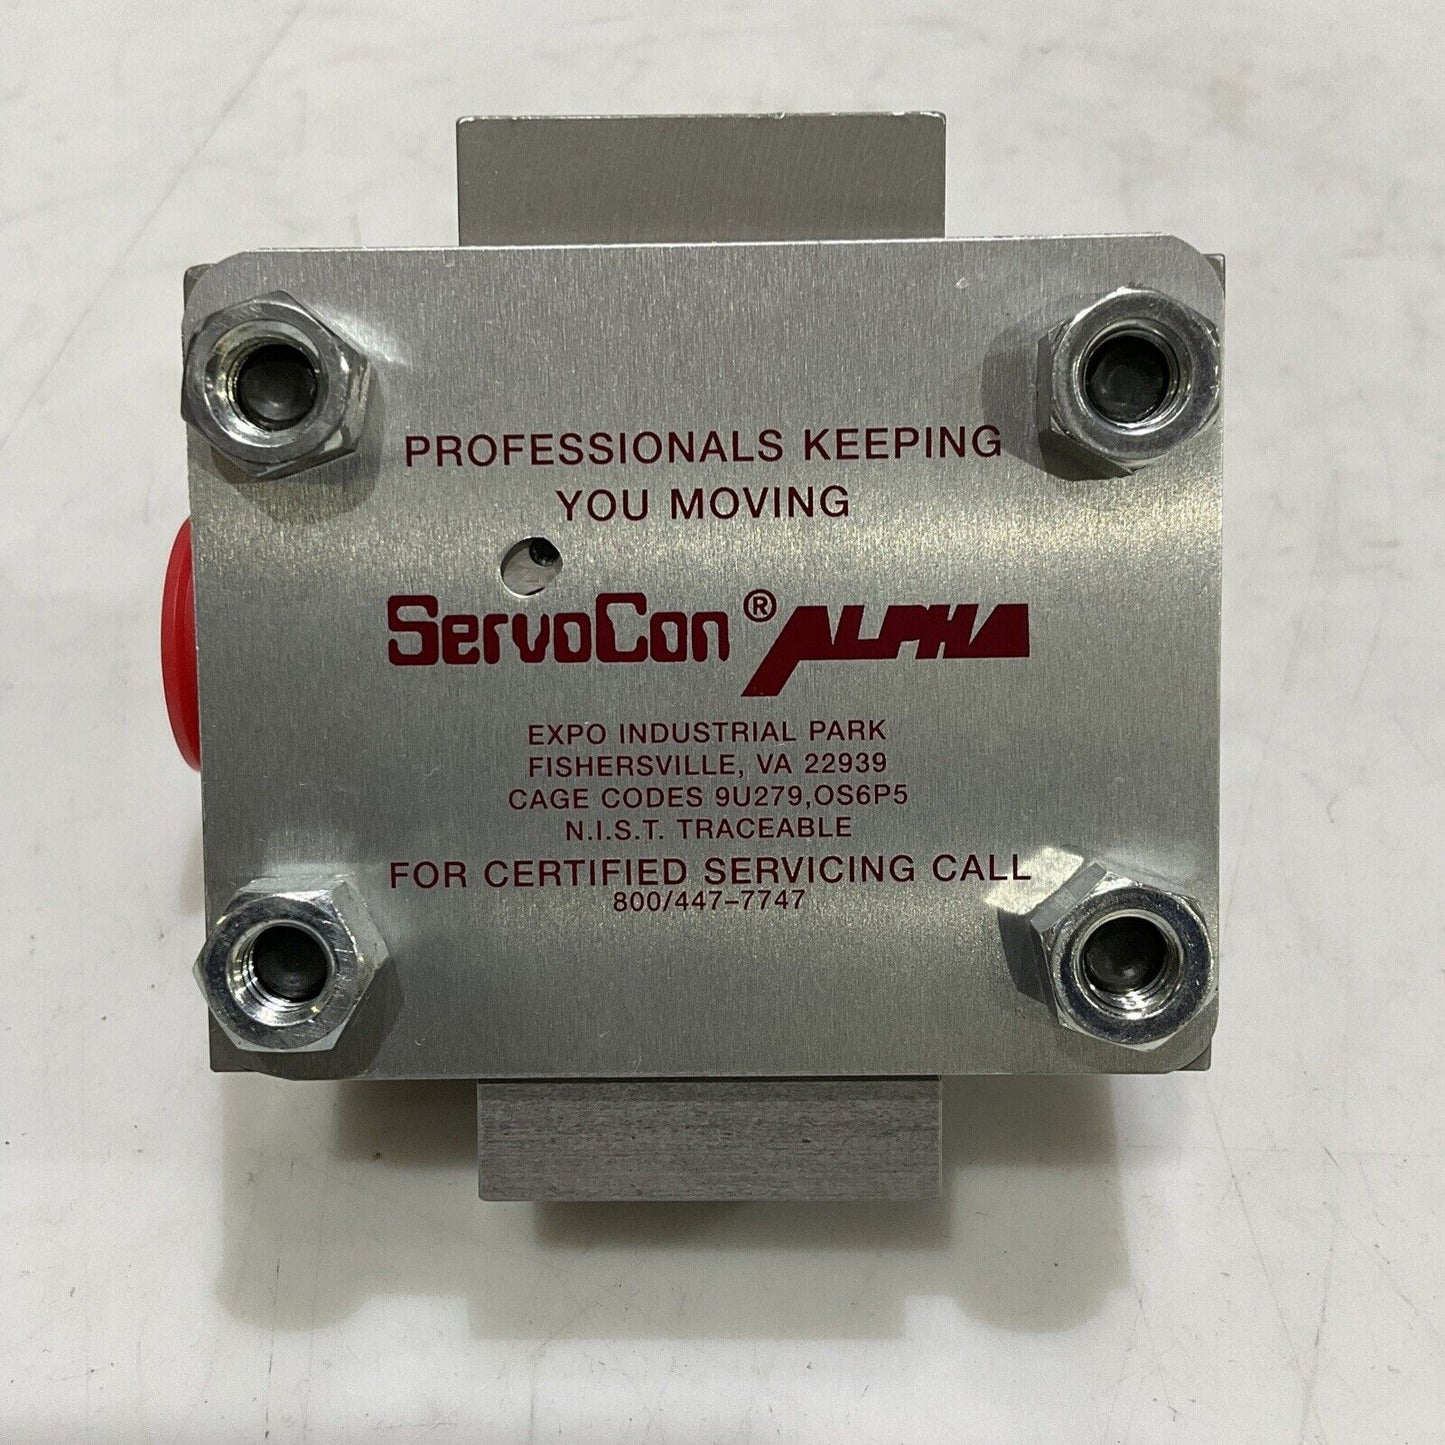 PROFESSIONALS KEEPING
YOU MOVING
SERVOCON® ALPHA
EXPO INDUSTRIAL PARK
FISHERSVILLE, VA 22939
CAGE CODES 9U279,OS6P5
N.I.S.T. TRACEABLE
FOR CERTIFIED SERVICING CALL
800/447-7747